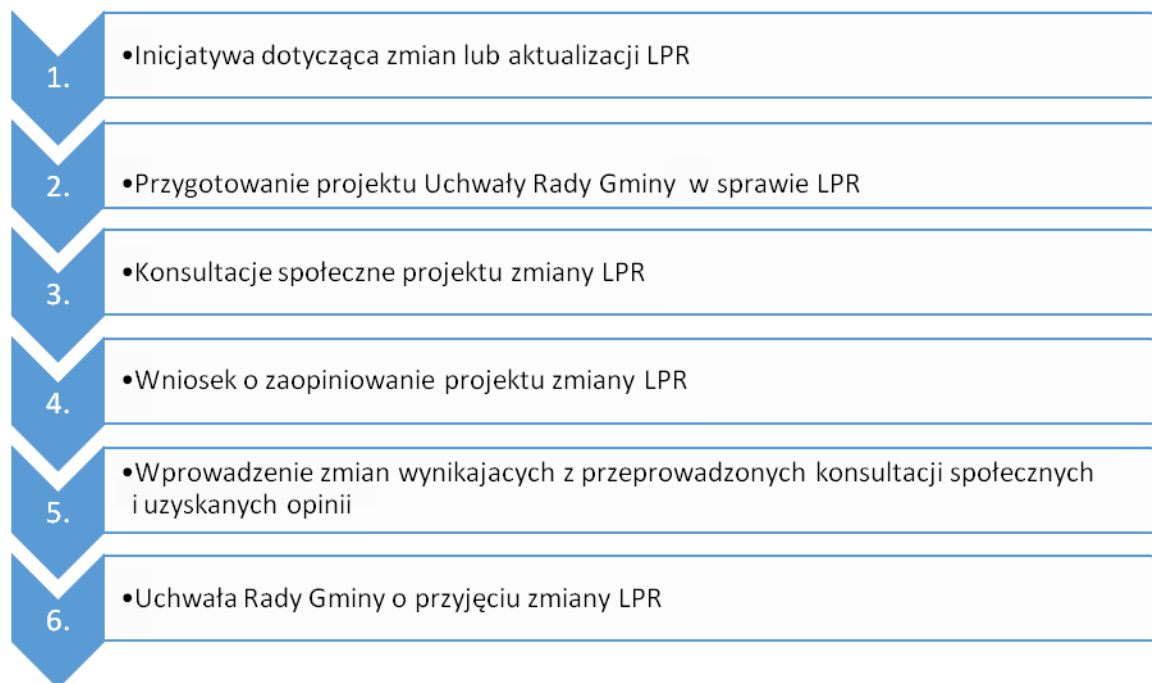 1.
•Inicjatywa dotycząca zmian lub aktualizacji LPR
2.
•Przygotowanie projektu Uchwały Rady Gminy w sprawie LPR
3.
•Konsultacje społeczne projektu zmiany LPR
4.
•Wniosek o zaopiniowanie projektu zmiany LPR
5.
•Wprowadzenie zmian wynikajacych z przeprowadzonych konsultacji społecznych
i uzyskanych opinii
6.
•Uchwała Rady Gminy o przyjęciu zmiany LPR